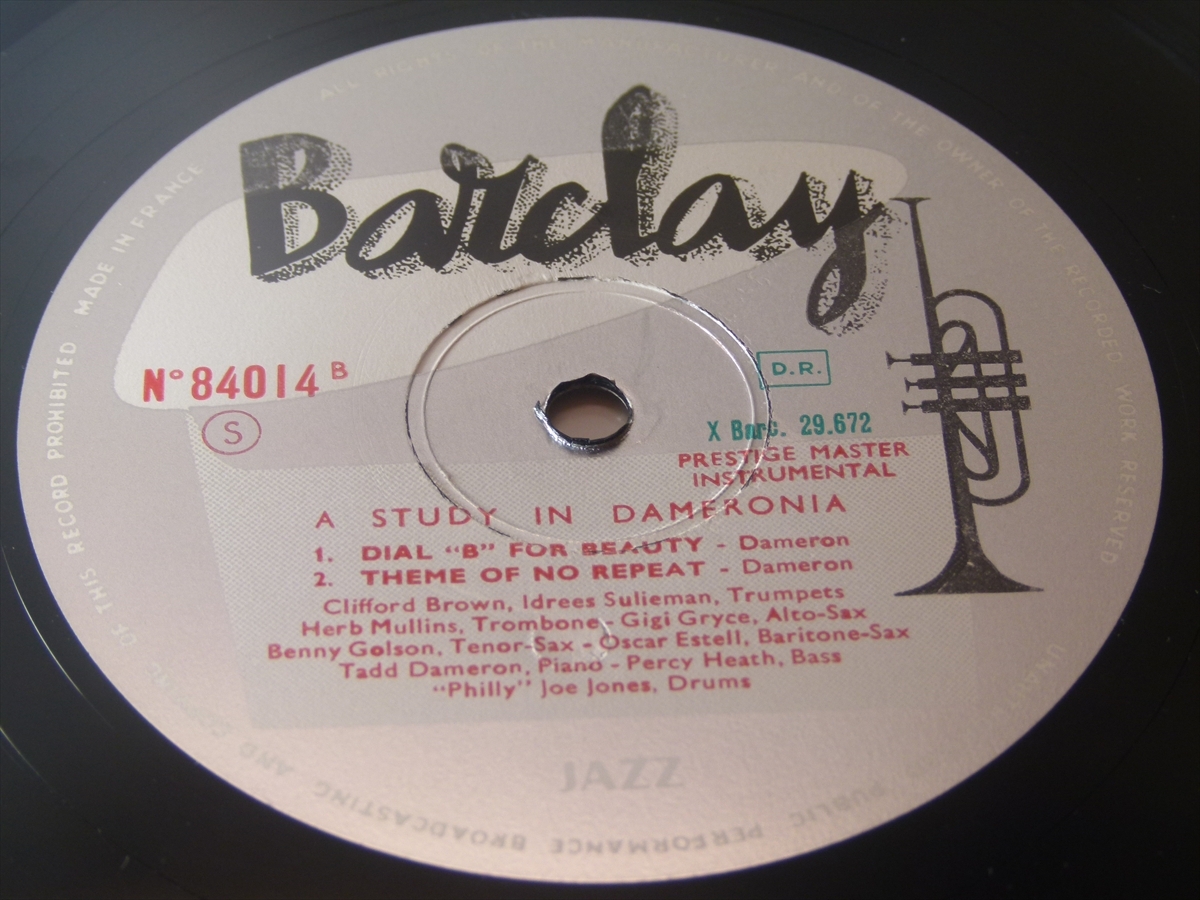 Barclay
N° 84014 B
S
D.R.
X Barc. 29.672
PRESTIGE MASTER
INSTRUMENTAL
A STUDY IN DAMERONIA
1. DIAL "B" FOR BEAUTY - Dameron
2. THEME OF NO REPEAT - Dameron
Clifford Brown, Idrees Sulieman, Trumpets
Herb Mullins, Trombone - Gigi Gryce, Alto-Sax
Benny Golson, Tenor-Sax - Oscar Estell, Baritone-Sax
Tadd Dameron, Piano - Percy Heath, Bass
"Philly" Joe Jones, Drums
JAZZ
MADE IN FRANCE
ALL RIGHTS OF THE MANUFACTURER AND OF THE OWNER OF THE RECORDED WORK RESERVED
PUBLIC PERFORMANCE BROADCASTING AND
OF THIS RECORD PROHIBITED